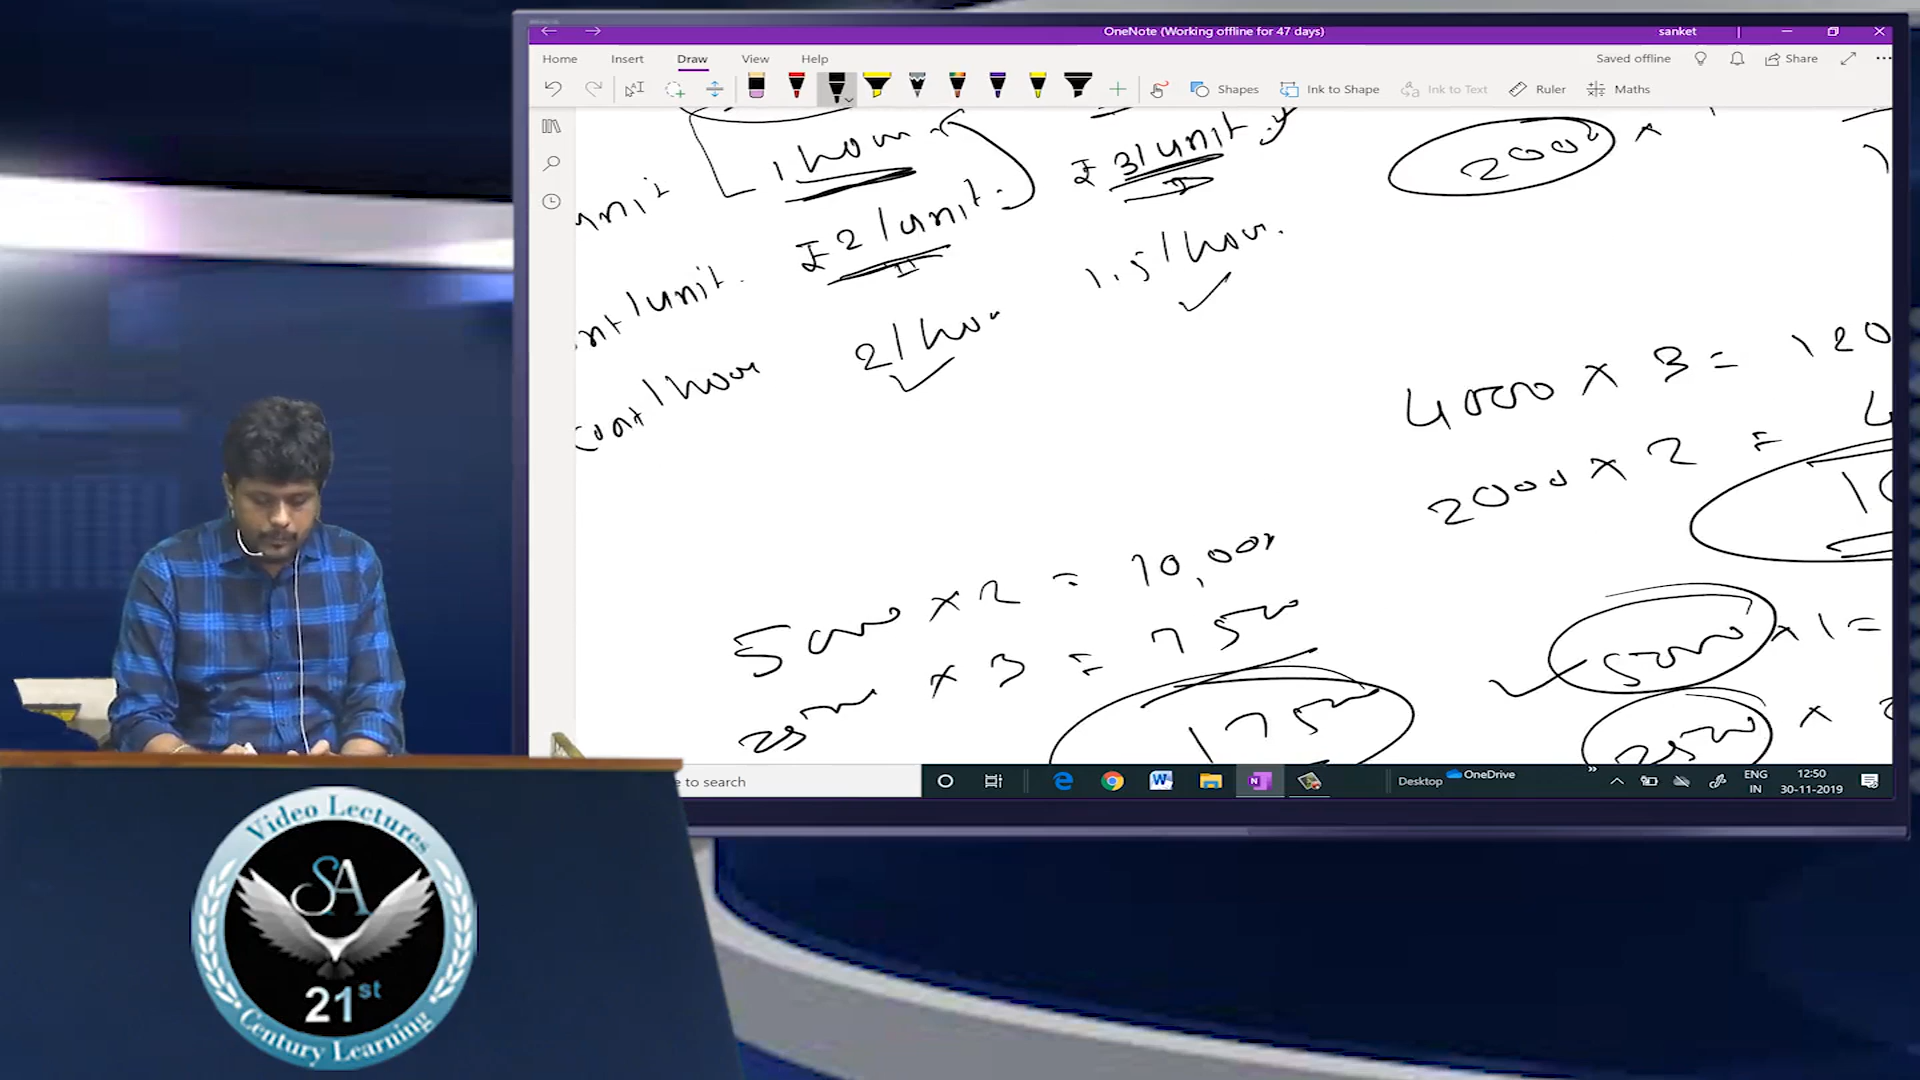 OneNote (Working offline for 47 days)
sanket
Home Insert Draw View Help
Saved offline
Share
Shapes
Ink to Shape
Ink to Text
Ruler
Maths
1 hour
₹ 3/unit
2000 ×
unit
₹ 2/unit
1.5/hour.
nt/unit.
2/hour
cont/hour
4000 × 3 = 120
2000 × 2 =
5000 × 2 = 10,000
2500 × 3 = 7500
17500
5000 × 1 =
2500 ×
e to search
Desktop
OneDrive
ENG
IN
12:50
30-11-2019
Video Lectures
SA
21st
Century Learning